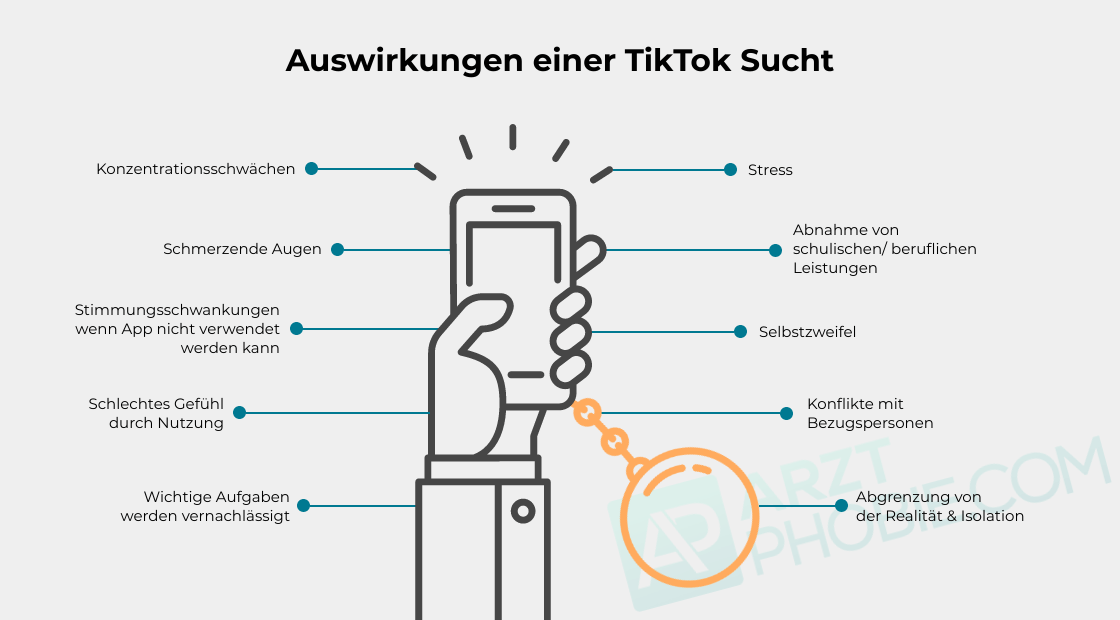 Auswirkungen einer TikTok Sucht
Konzentrationsschwächen
Schmerzende Augen
Stimmungsschwankungen
wenn App nicht verwendet
werden kann
Schlechtes Gefühl
durch Nutzung
Wichtige Aufgaben
werden vernachlässigt
Stress
Abnahme von
schulischen/ beruflichen
Leistungen
Selbstzweifel
Konflikte mit
Bezugspersonen
Abgrenzung von
der Realität & Isolation
AP
ARZT
PHOBIE.COM